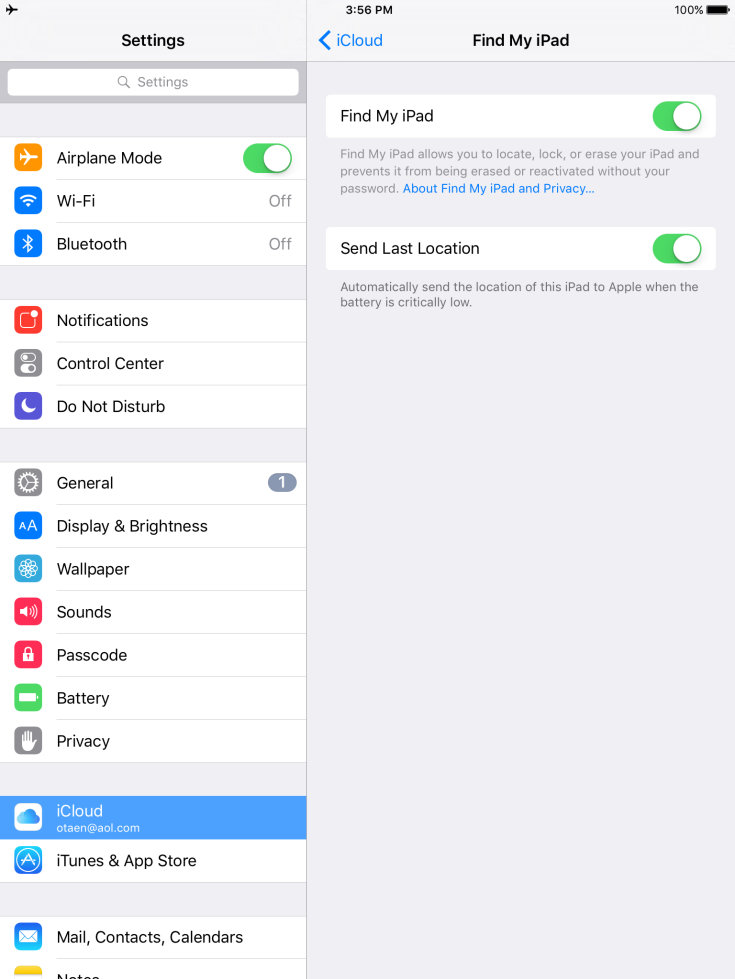 3:56 PM
100%
Settings
Settings
Airplane Mode
Wi-Fi Off
Bluetooth Off
Notifications
Control Center
Do Not Disturb
General 1
AA Display & Brightness
Wallpaper
Sounds
Passcode
Battery
Privacy
iCloud
otaen@aol.com
iTunes & App Store
Mail, Contacts, Calendars
Notes
iCloud
Find My iPad
Find My iPad
Find My iPad allows you to locate, lock, or erase your iPad and
prevents it from being erased or reactivated without your
password. About Find My iPad and Privacy...
Send Last Location
Automatically send the location of this iPad to Apple when the
battery is critically low.